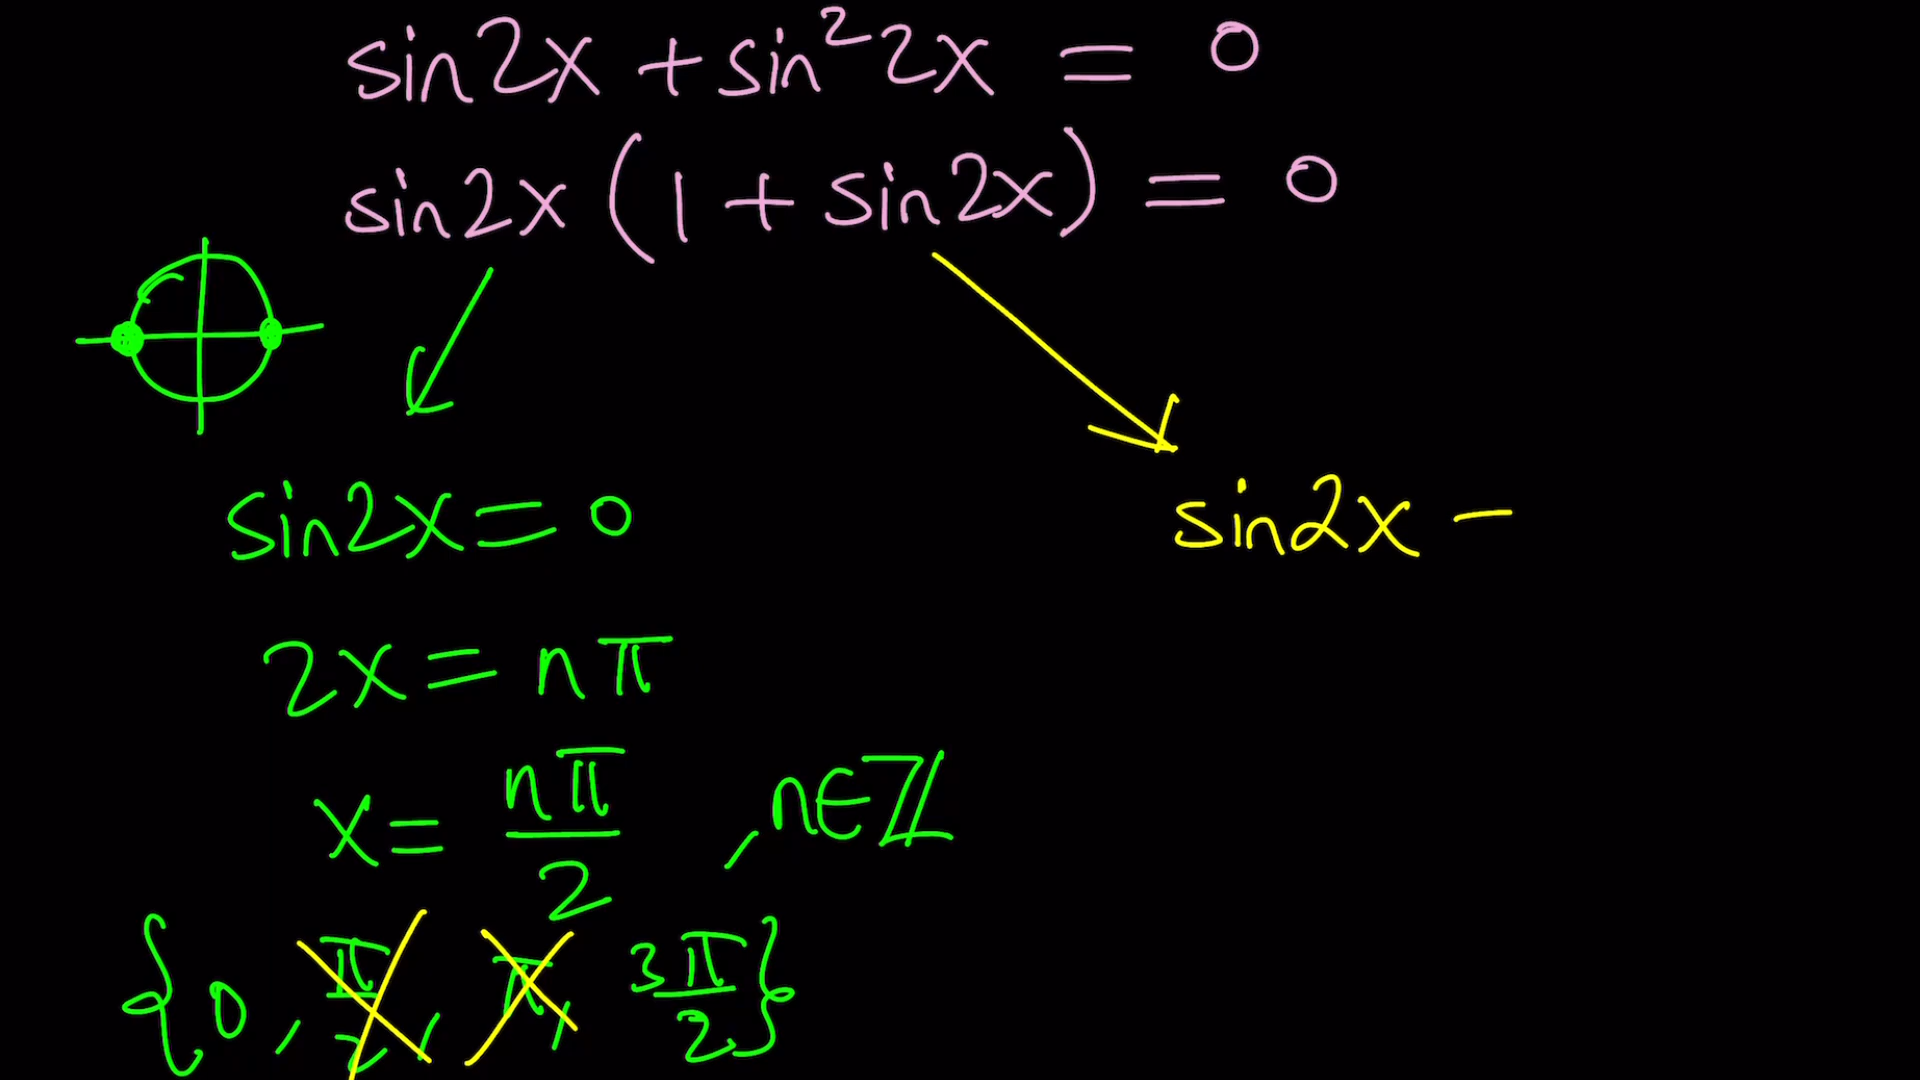 sin2x + sin²2x = 0
sin2x (1 + sin2x) = 0
sin2x = 0
sin2x −
2x = nπ
x = nπ/2 , n∈ℤ
{0, π/2, π, 3π/2}